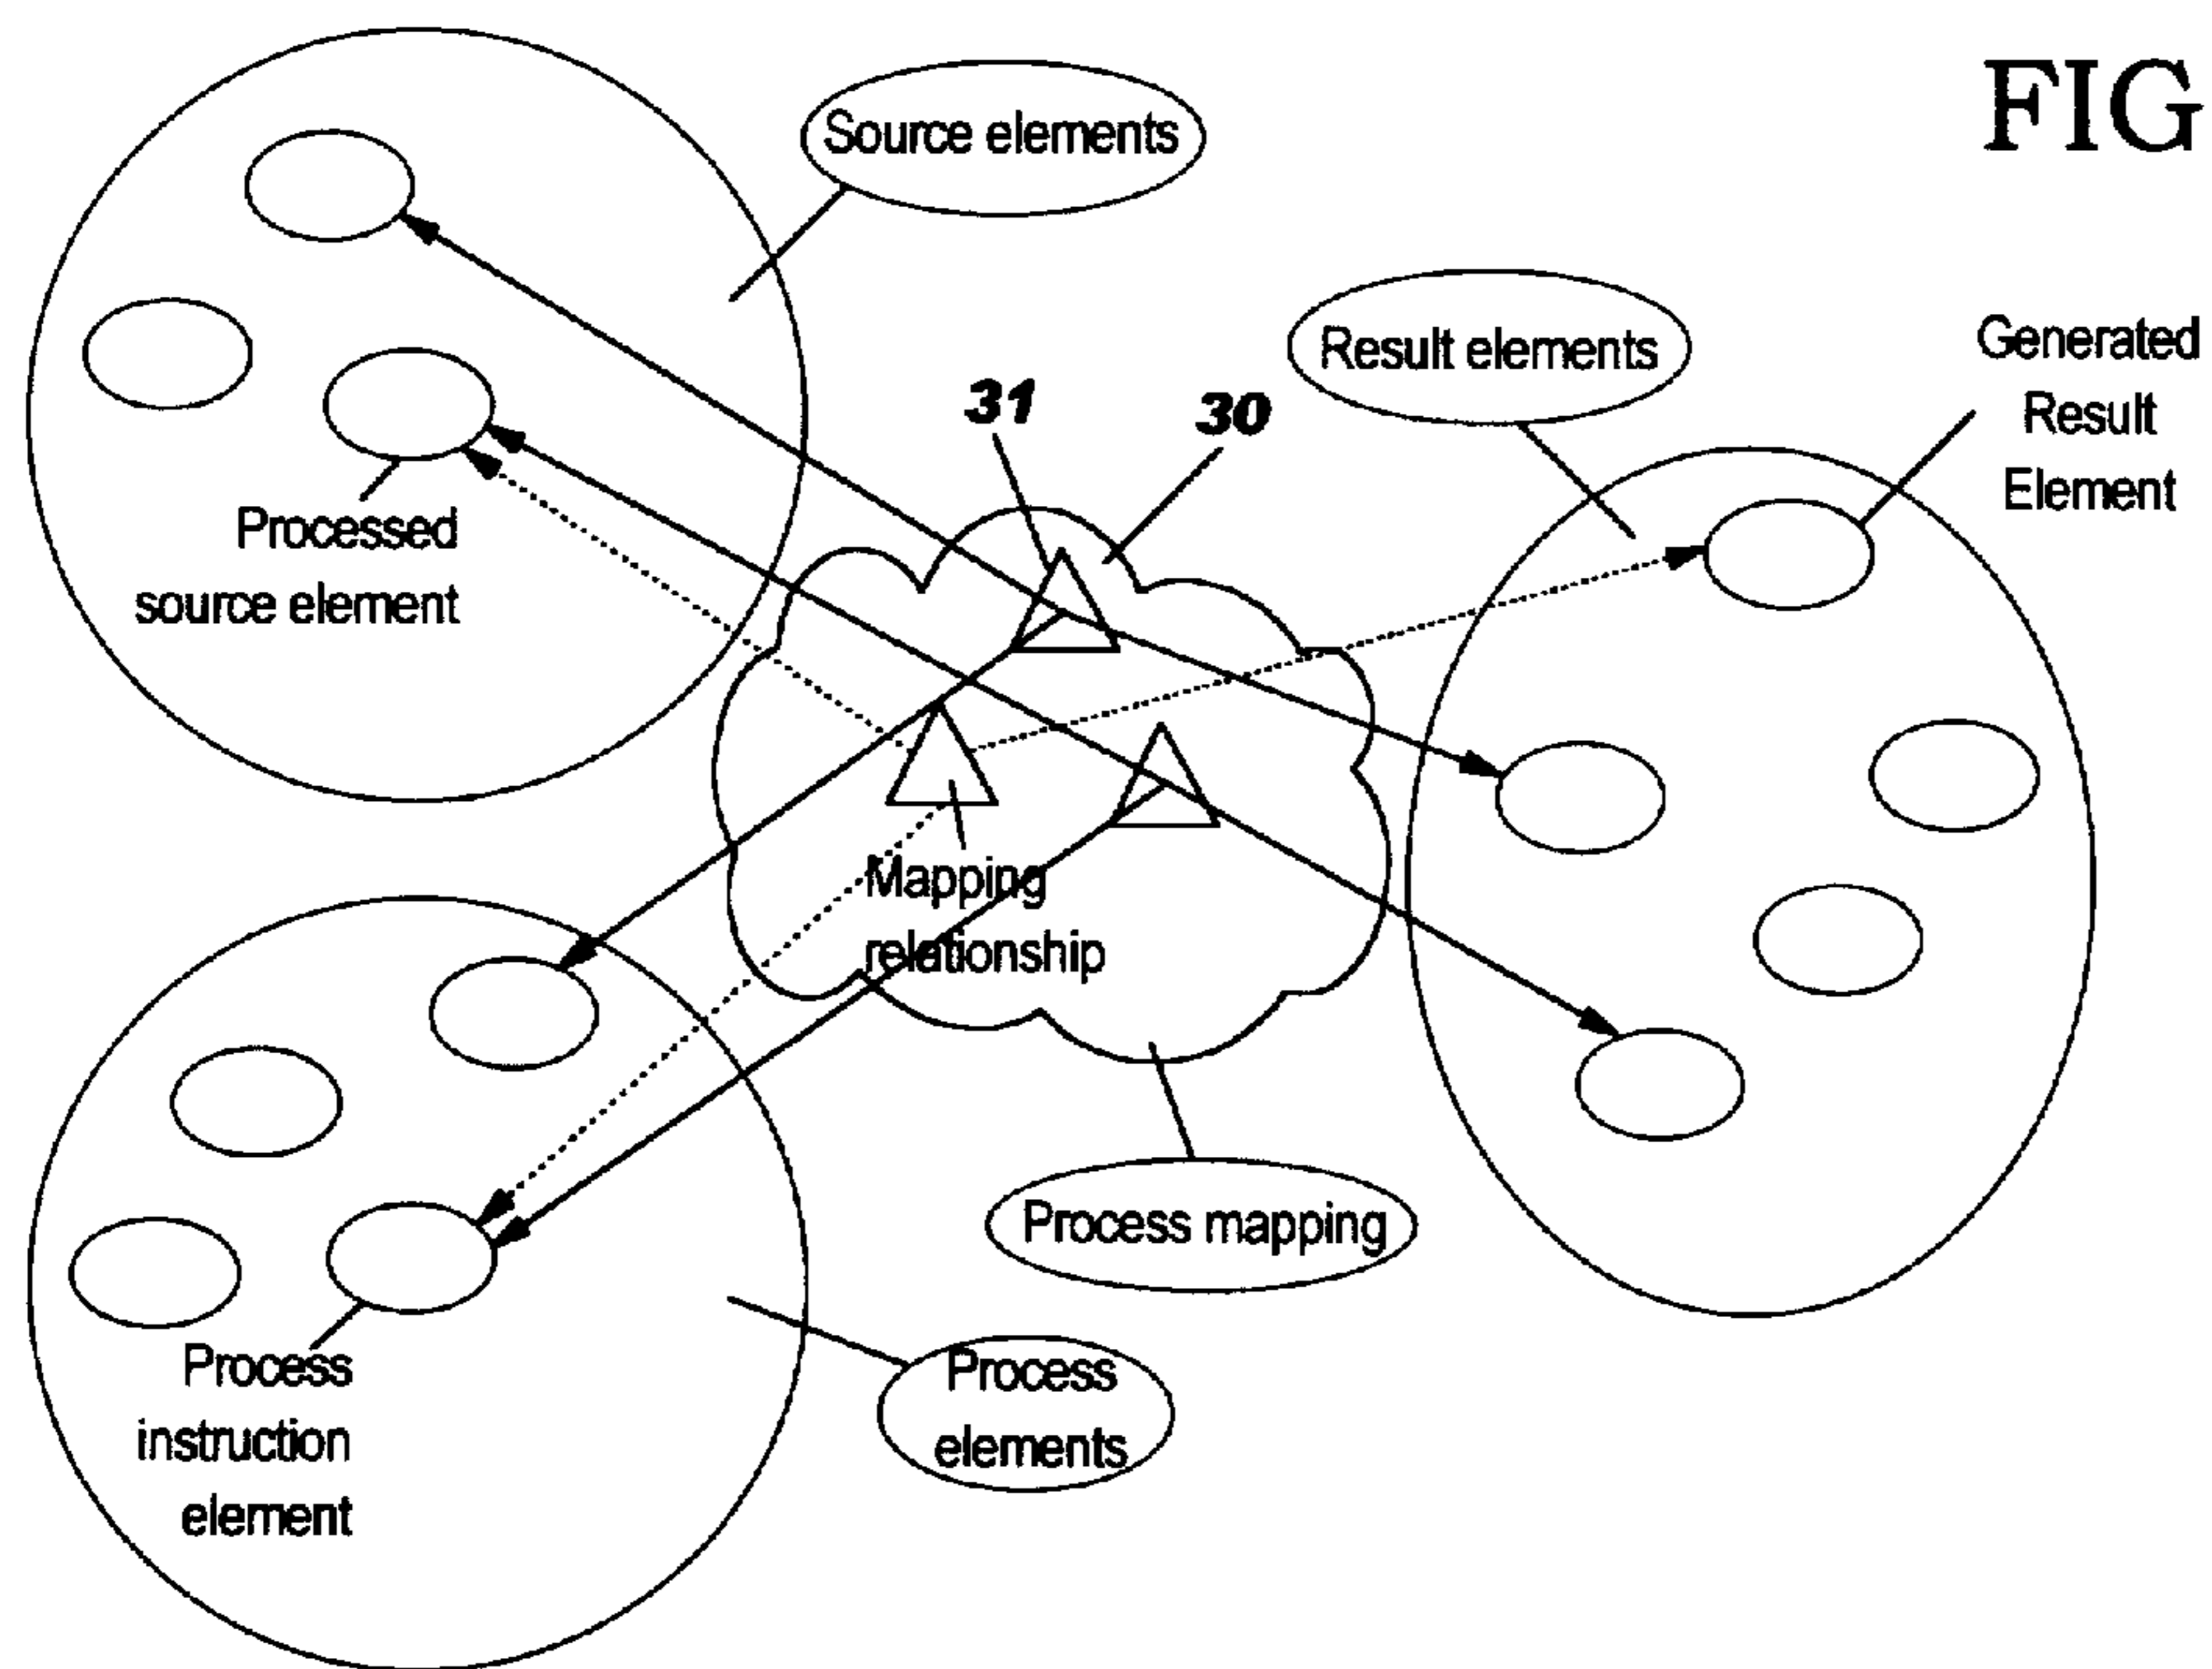 FIG
Source elements
Result elements
Generated
Result
Element
31
30
Processed
source element
Mapping
relationship
Process mapping
Process
instruction
element
Process
elements